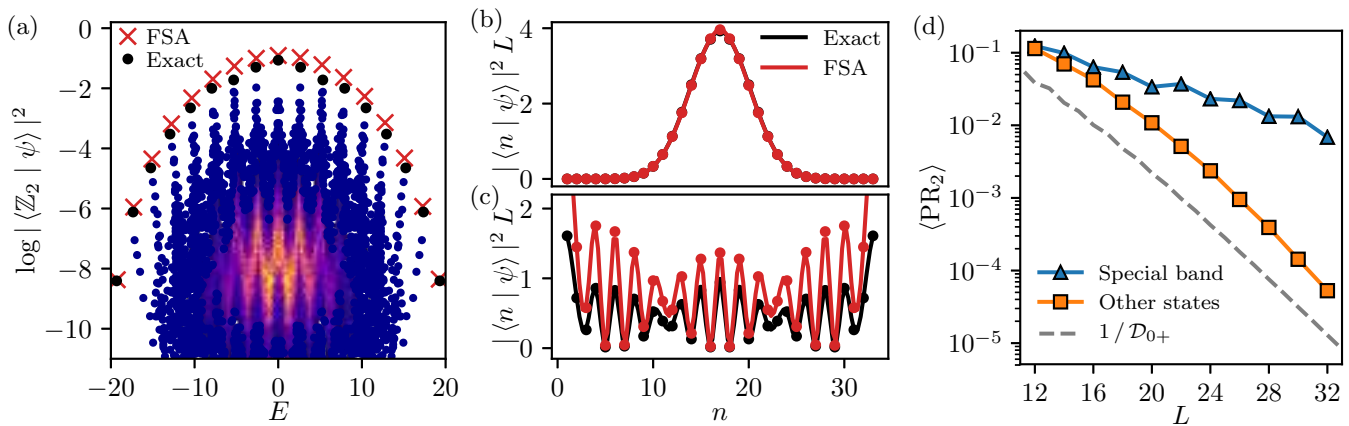 (a)
0
−2
−4
−6
−8
−10
log | ⟨ℤ₂ | ψ⟩ |²
FSA
Exact
−20
−10
0
10
20
E
(b)
4
2
0
| ⟨n | ψ⟩ |² L
Exact
FSA
(c)
2
1
0
| ⟨n | ψ⟩ |² L
0
10
20
30
n
(d)
10⁻¹
10⁻²
10⁻³
10⁻⁴
10⁻⁵
⟨PR₂⟩
Special band
Other states
1/𝒟₀₊
12
16
20
24
28
32
L